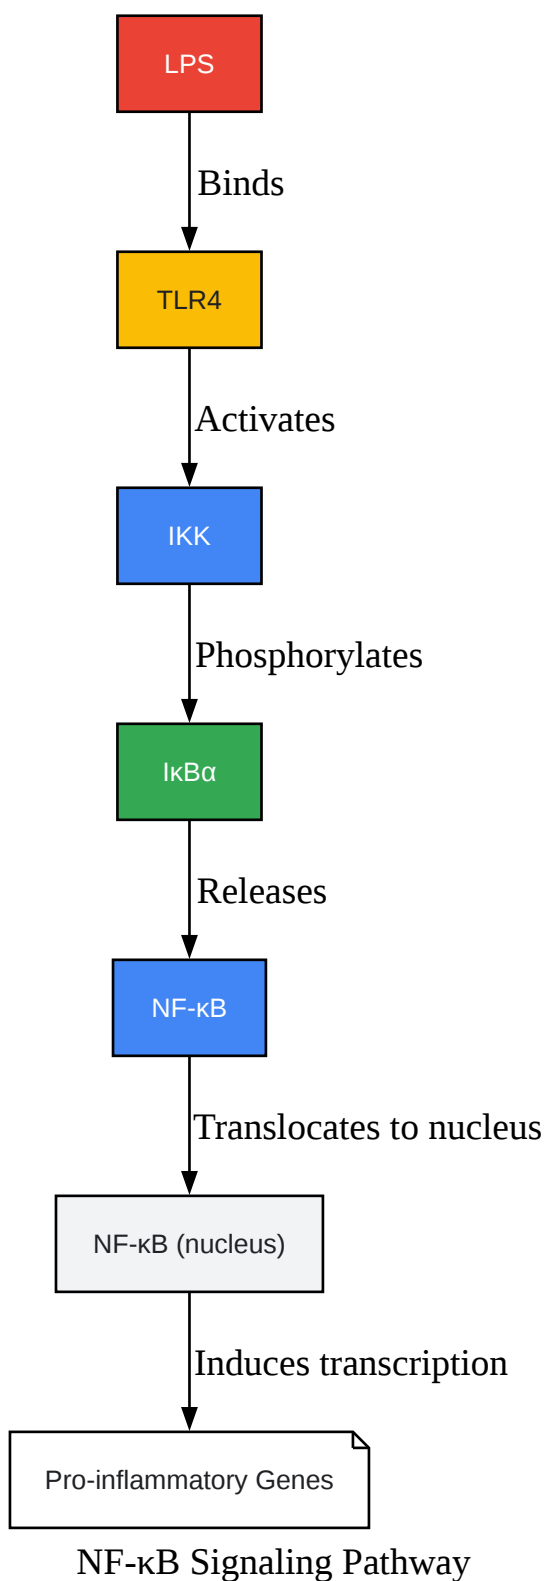 LPS
Binds
TLR4
Activates
IKK
Phosphorylates
IκBα
Releases
NF-κB
Translocates to nucleus
NF-κB (nucleus)
Induces transcription
Pro-inflammatory Genes
NF-κB Signaling Pathway